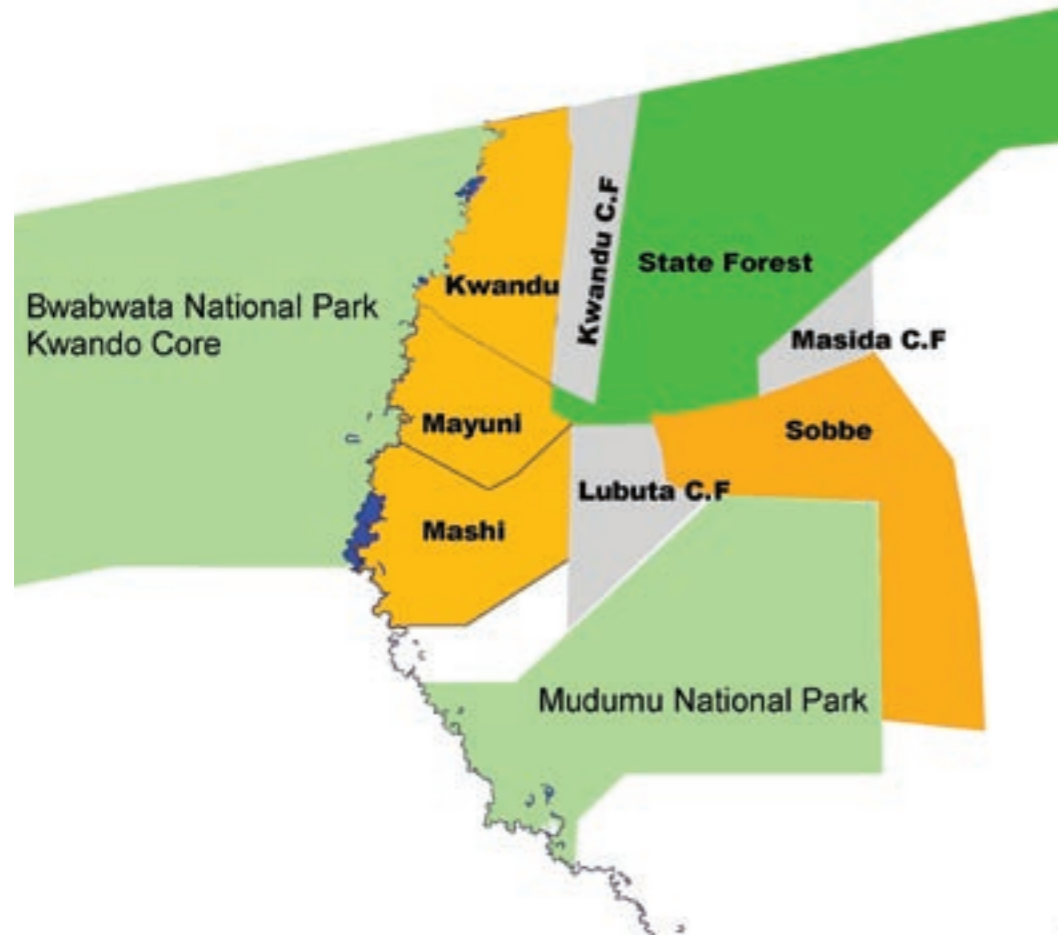 Kwandu C.F
State Forest
Kwandu
Bwabwata National Park
Kwando Core
Masida C.F
Mayuni
Sobbe
Lubuta C.F
Mashi
Mudumu National Park